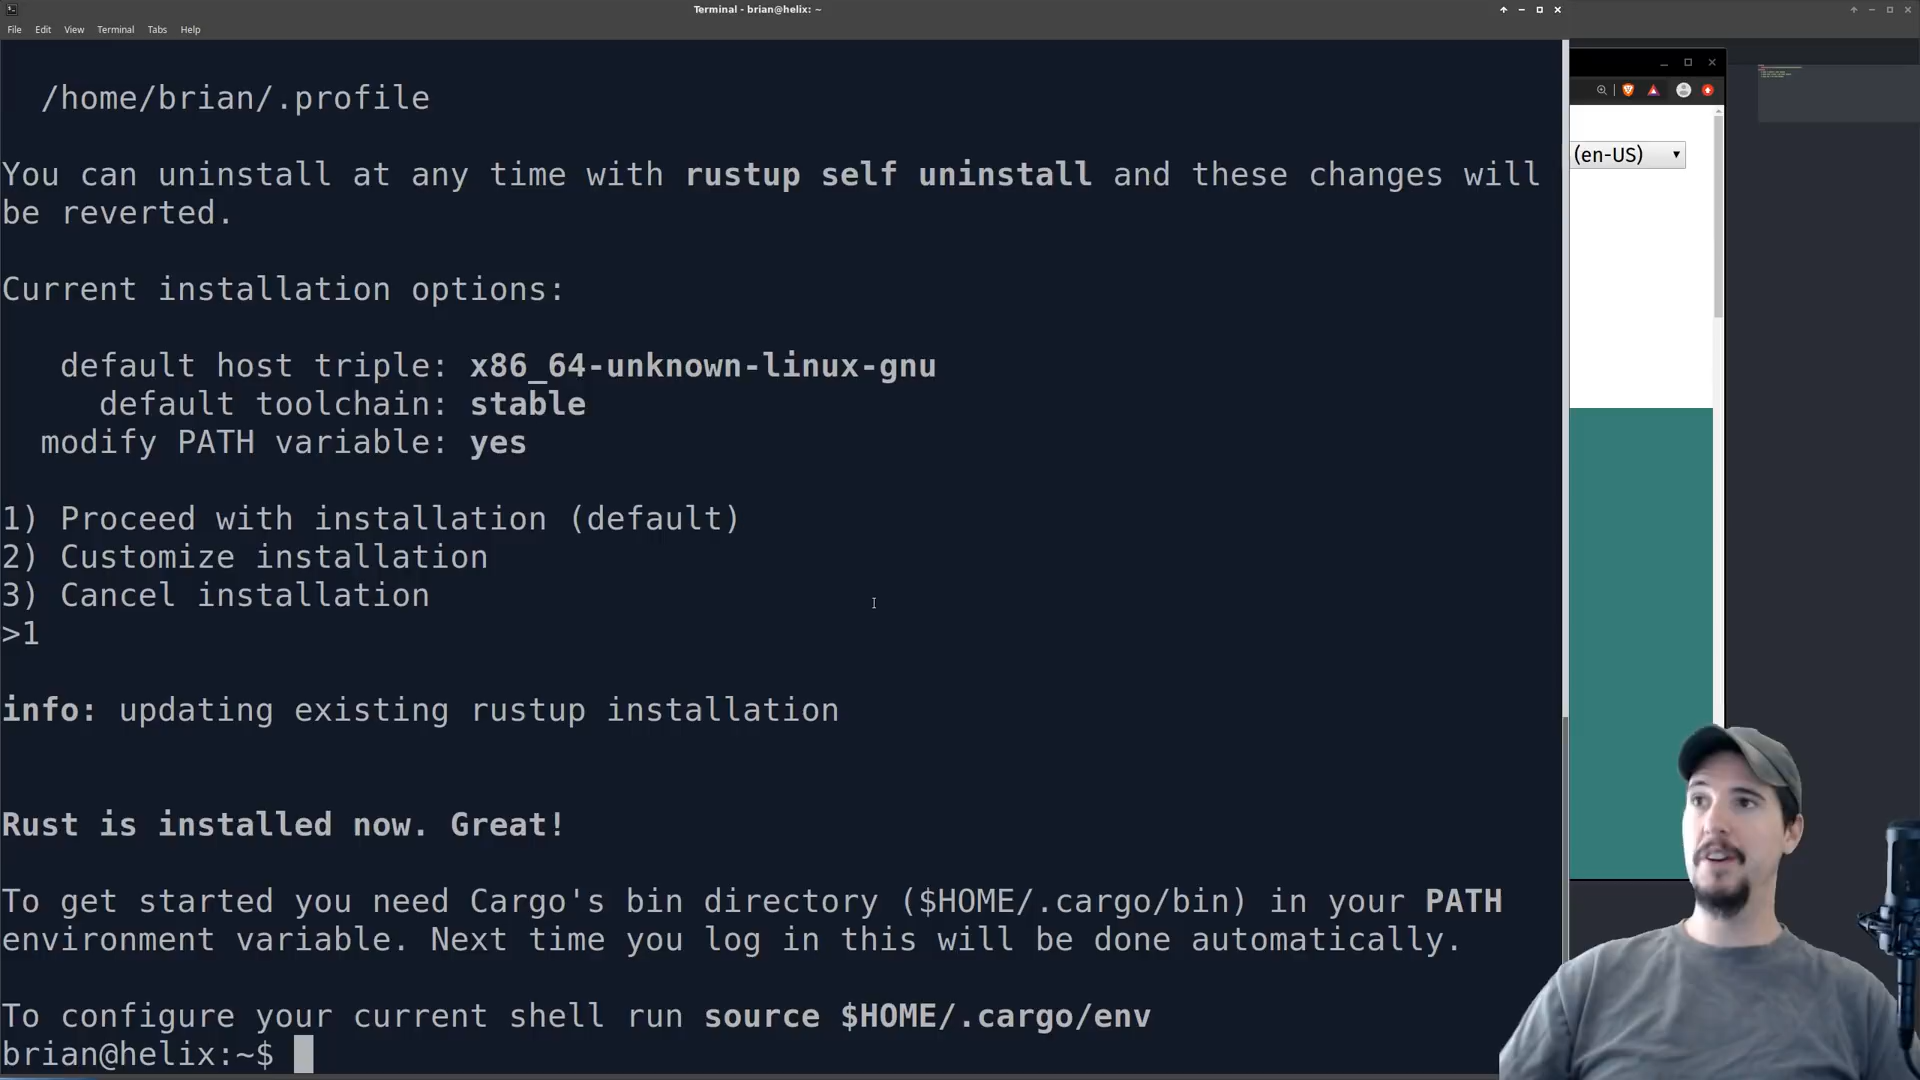 Terminal - brian@helix: ~
File Edit View Terminal Tabs Help
/home/brian/.profile
You can uninstall at any time with rustup self uninstall and these changes will
be reverted.
Current installation options:
default host triple: x86_64-unknown-linux-gnu
default toolchain: stable
modify PATH variable: yes
1) Proceed with installation (default)
2) Customize installation
3) Cancel installation
>1
info: updating existing rustup installation
Rust is installed now. Great!
To get started you need Cargo's bin directory ($HOME/.cargo/bin) in your PATH
environment variable. Next time you log in this will be done automatically.
To configure your current shell run source $HOME/.cargo/env
brian@helix:~$
(en-US)